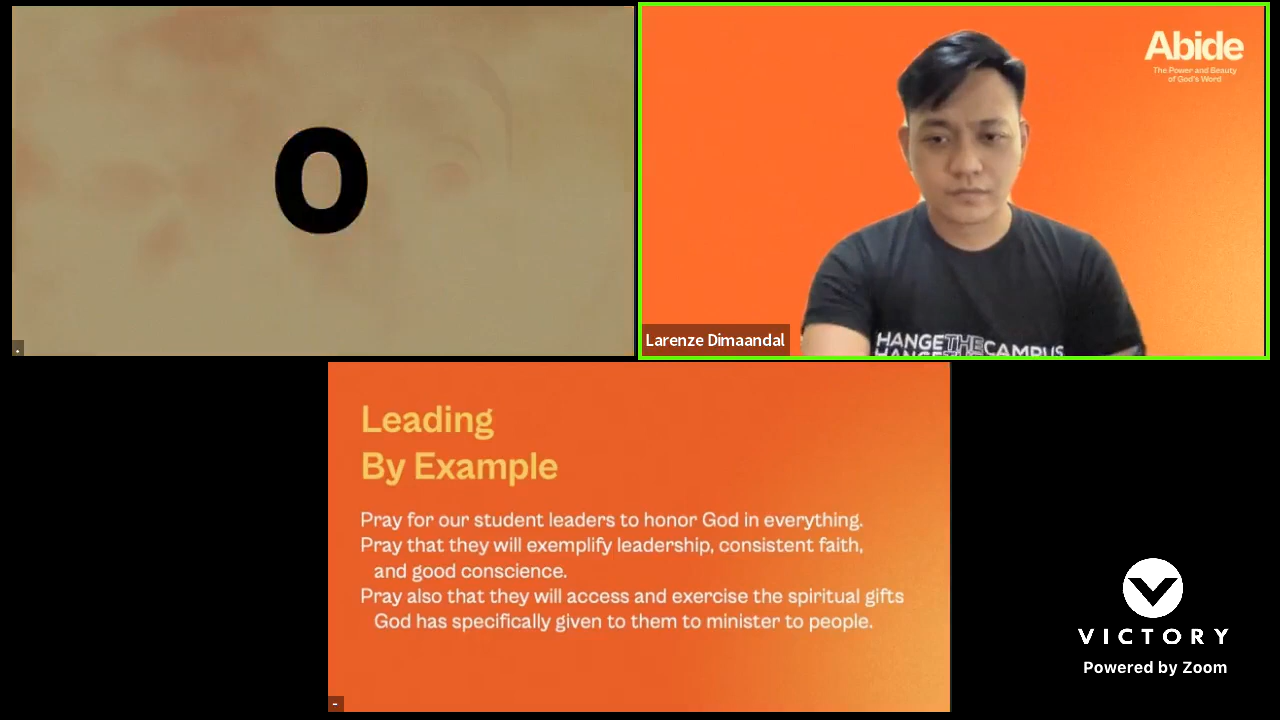 O
Abide
The Power and Beauty
of God's Word
HANGETHECAMPUS
HANGETHE
Larenze Dimaandal
Leading
By Example
Pray for our student leaders to honor God in everything.
Pray that they will exemplify leadership, consistent faith,
and good conscience.
Pray also that they will access and exercise the spiritual gifts
God has specifically given to them to minister to people.
VICTORY
Powered by Zoom